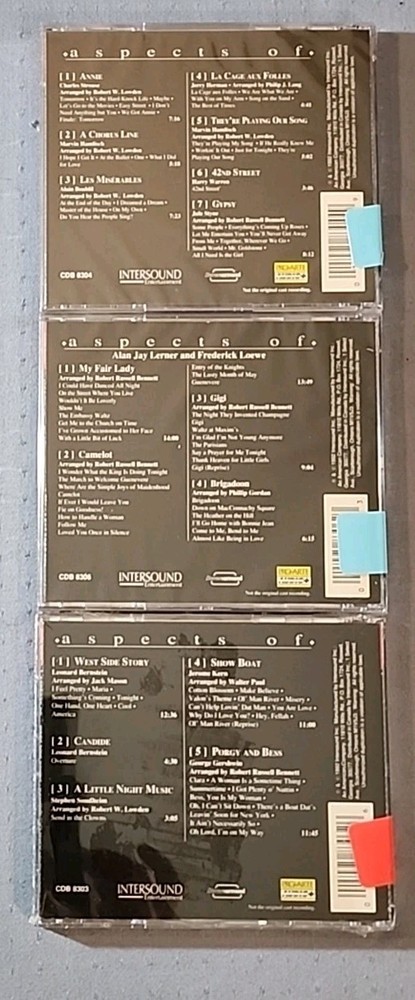 ·aspects of·
[1] ANNIE
Charles Strouse
Arranged by Robert W. Lowden
Tomorrow • It's the Hard Knock Life • Maybe •
Fat's Go to the Movies • Easy Street • I Don't
Need Anything but You • We Got Annie •
Finale: Tomorrow 7:36
[2] A CHORUS LINE
Marvin Hamlisch
I Hope I Get It • At the Ballet • One • What I Did
for Love
[3] LES MISERABLES
Alain Boublil
Arranged by Robert W. Lowden
At the End of the Day • I Dreamed a Dream •
Master of the House • On My Own •
Do You Hear the People Sing? 7:23
[4] LA CAGE AUX FOLLES
Jerry Herman • Arranged by Philip J. Lang
La Cage aux Folles • We Are What We Are •
With You on My Arm • Song on the Sand •
The Best of Times
[5] THEY'RE PLAYING OUR SONG
Marvin Hamlisch
Arranged by Robert W. Lowden
They're Playing My Song • If He Really Knew Me
• Workin' It Out • Just for Tonight • They're
Playing Our Song 5:02
[6] 42ND STREET
Harry Warren
42nd Street
[7] GYPSY
Jule Styne
Arranged by Robert Russell Bennett
Some People • Everything's Coming Up Roses •
Let Me Entertain You • You'll Never Get Away
From Me • Together, Wherever We Go •
Small World • Mr. Goldstone •
All I Need Is the Girl 8:12
CDB 8304
INTERSOUND
Entertainment
PRO ARTE
Not the original cast recording.
·aspects of·
Alan Jay Lerner and Frederick Loewe
[1] My Fair Lady
Arranged by Robert Russell Bennett
I Could Have Danced All Night
On the Street Where You Live
Wouldn't It Be Loverly
Show Me
The Embassy Waltz
Get Me to the Church on Time
I've Grown Accustomed to Her Face
With a Little Bit of Luck 14:00
[2] Camelot
Arranged by Robert Russell Bennett
I Wonder What the King Is Doing Tonight
The March to Welcome Guenevere
Where Are the Simple Joys of Maidenhood
Camelot
If Ever I Would Leave You
Fie on Goodness!
How to Handle a Woman
Follow Me
Loved You Once in Silence
Entry of the Knights
The Lusty Month of May
Guenevere 13:49
[3] Gigi
Arranged by Robert Russell Bennett
The Night They Invented Champagne
Gigi
Waltz at Maxim's
I'm Glad I'm Not Young Anymore
The Parisians
Say a Prayer for Me Tonight
Thank Heaven for Little Girls
Gigi (Reprise) 9:04
[4] Brigadoon
Arranged by Phillip Gordon
Brigadoon
Down on MacConnachy Square
The Heather on the Hill
I'll Go Home with Bonnie Jean
Come to Me, Bend to Me
Almost Like Being in Love 6:15
CDB 8306
INTERSOUND
Entertainment
PRO ARTE
Not the original cast recording.
·aspects of·
[1] WEST SIDE STORY
Leonard Bernstein
Arranged by Jack Mason
I Feel Pretty • Maria •
Something's Coming • Tonight •
One Hand, One Heart • Cool •
America 12:36
[2] CANDIDE
Leonard Bernstein
Overture 4:30
[3] A LITTLE NIGHT MUSIC
Stephen Sondheim
Arranged by Robert W. Lowden
Send in the Clowns 3:05
[4] SHOW BOAT
Jerome Kern
Arranged by Walter Paul
Cotton Blossom • Make Believe •
Valon's Theme • Ol' Man River • Misery •
Can't Help Lovin' Dat Man • You Are Love •
Why Do I Love You? • Hey, Fellah •
Ol' Man River (Reprise) 11:00
[5] PORGY AND BESS
George Gershwin
Arranged by Robert Russell Bennett
Clara • A Woman Is a Sometime Thing •
Summertime • I Got Plenty o' Nuttin •
Bess, You Is My Woman •
Oh, I Can't Sit Down • There's a Boat Dat's
Leavin' Soon for New York •
It Ain't Necessarily So •
Oh Lord, I'm on My Way 11:45
CDB 8303
INTERSOUND
Entertainment
PRO ARTE
Not the original cast recording.